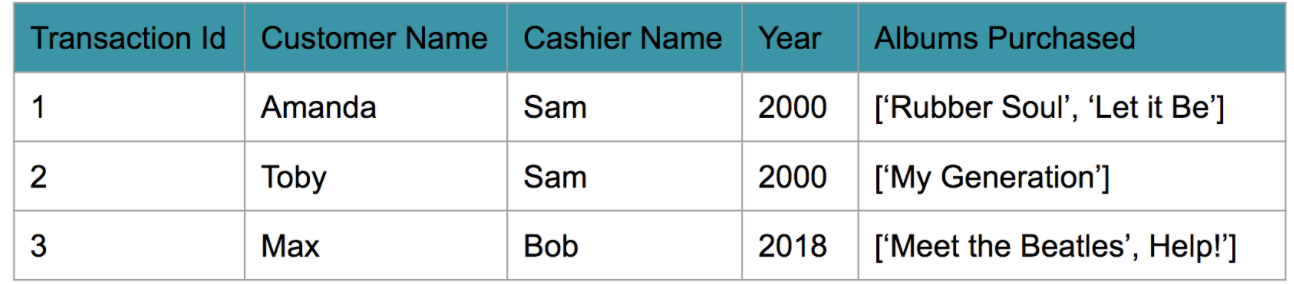 Transaction Id Customer Name Cashier Name Year Albums Purchased
1 Amanda Sam 2000 [‘Rubber Soul’, ‘Let it Be’]
2 Toby Sam 2000 [‘My Generation’]
3 Max Bob 2018 [‘Meet the Beatles’, Help!’]